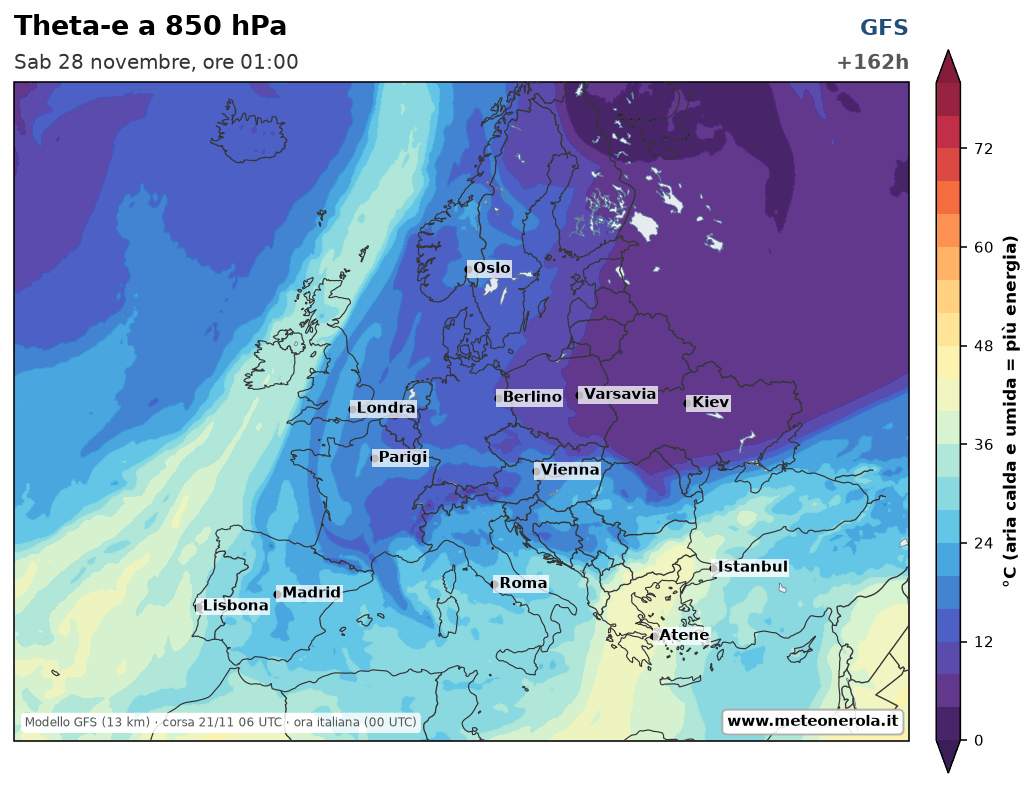 Theta-e a 850 hPa
GFS
Sab 28 novembre, ore 01:00
+162h
72
60
48
36
24
12
0
°C (aria calda e umida = più energia)
Oslo
Londra
Berlino
Varsavia
Kiev
Parigi
Vienna
Istanbul
Roma
Madrid
Lisbona
Atene
Modello GFS (13 km) · corsa 21/11 06 UTC · ora italiana (00 UTC)
www.meteonerola.it